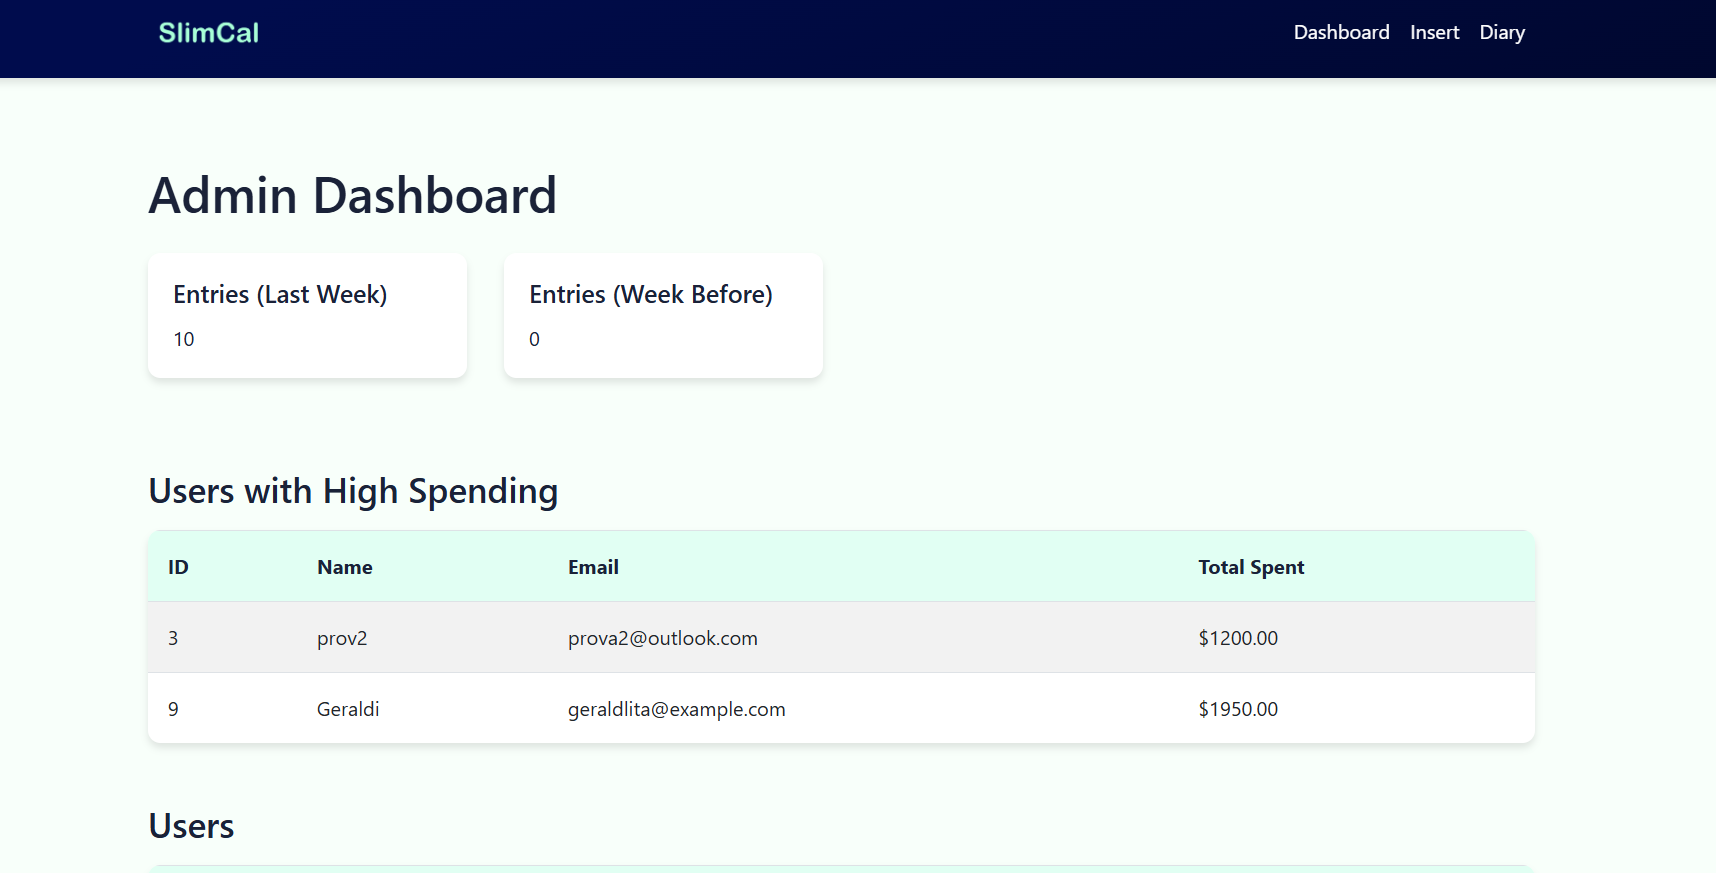 SlimCal
Dashboard Insert Diary
Admin Dashboard
Entries (Last Week)
10
Entries (Week Before)
0
Users with High Spending
ID Name Email Total Spent
3 prov2 prova2@outlook.com $1200.00
9 Geraldi geraldlita@example.com $1950.00
Users